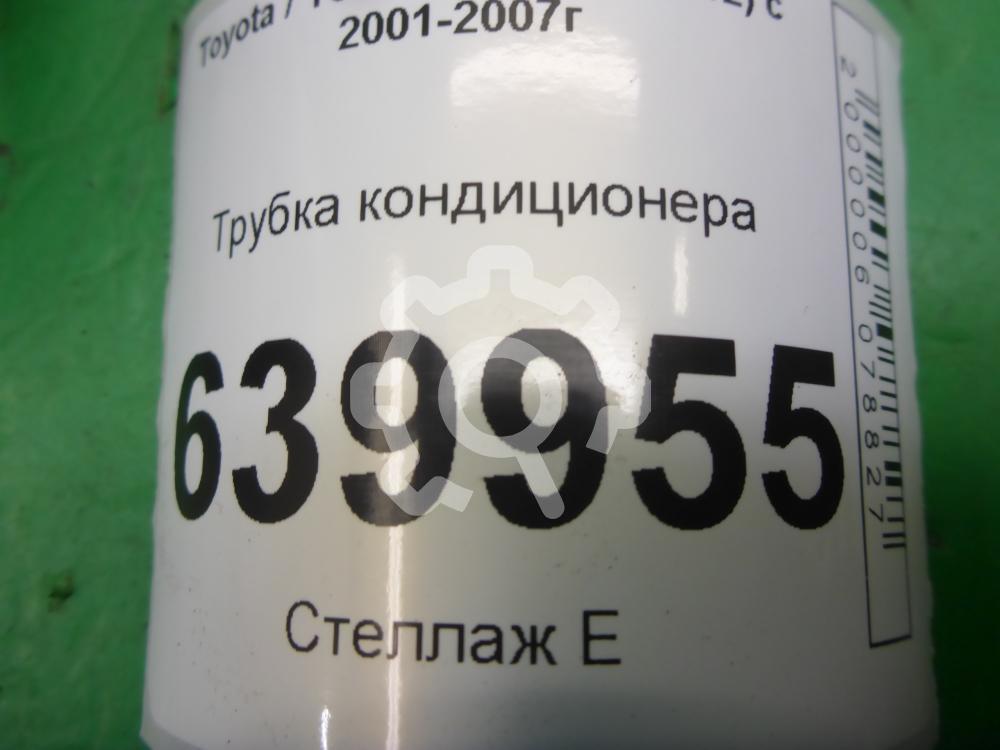 Toyota /
с
2001-2007г
Трубка кондиционера
639955
Стеллаж Е
2000006078827